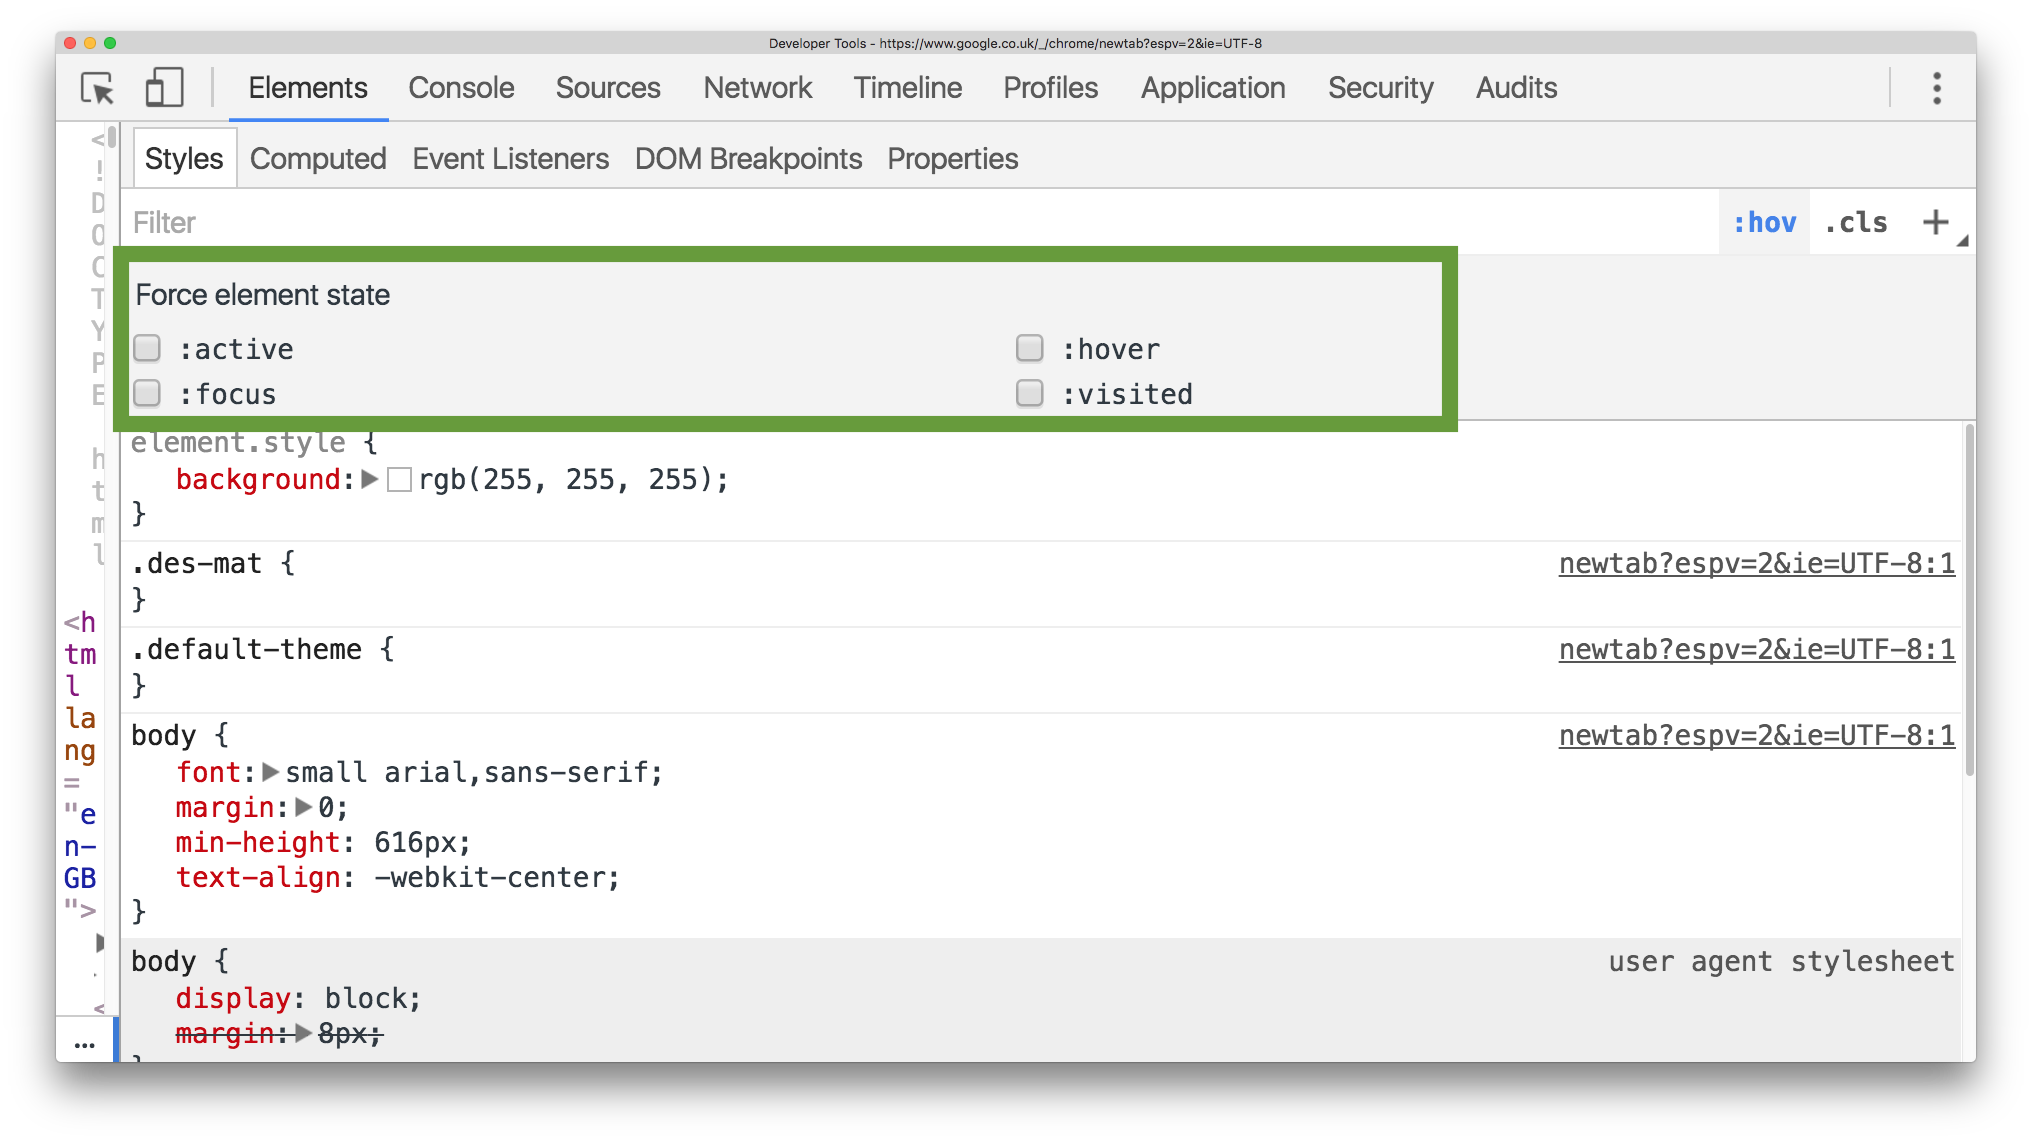 Developer Tools - https://www.google.co.uk/_/chrome/newtab?espv=2&ie=UTF-8
Elements Console Sources Network Timeline Profiles Application Security Audits
Styles Computed Event Listeners DOM Breakpoints Properties
Filter :hov .cls +
Force element state
:active :hover
:focus :visited
element.style {
background: rgb(255, 255, 255);
}
.des-mat { newtab?espv=2&ie=UTF-8:1
}
.default-theme { newtab?espv=2&ie=UTF-8:1
}
body { newtab?espv=2&ie=UTF-8:1
font: small arial,sans-serif;
margin: 0;
min-height: 616px;
text-align: -webkit-center;
}
body { user agent stylesheet
display: block;
margin: 8px;
}
<
!
D
O
C
T
Y
P
E
h
t
m
l
<h
tm
l
la
ng
=
"e
n-
GB
">
<
...